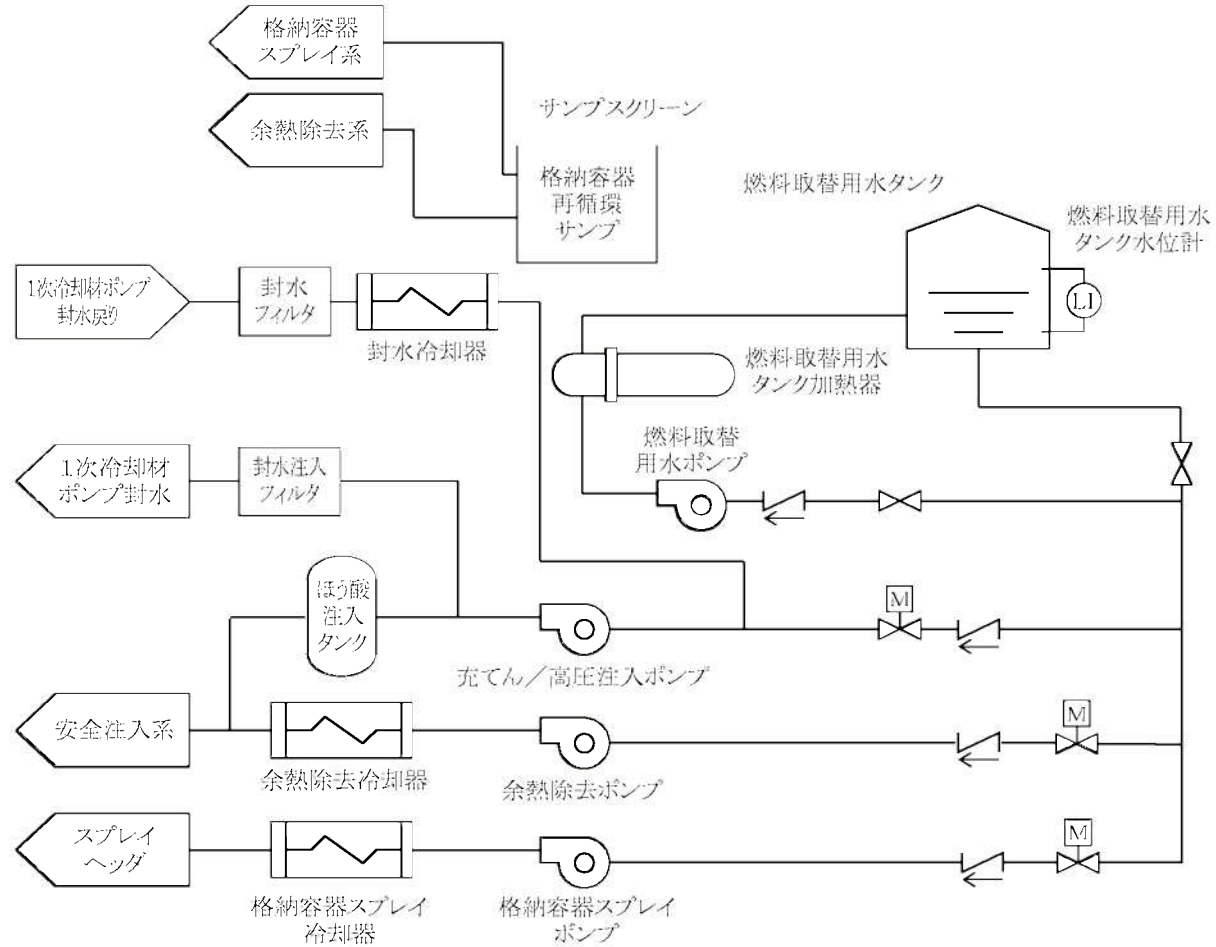 格納容器
スプレイ系
余熱除去系
サンプスクリーン
格納容器
再循環
サンプ
燃料取替用水タンク
燃料取替用水
タンク水位計
LI
1次冷却材ポンプ
封水戻り
封水
フィルタ
封水冷却器
燃料取替用水
タンク加熱器
燃料取替
用水ポンプ
1次冷却材
ポンプ封水
封水注入
フィルタ
ほう酸
注入
タンク
M
充てん／高圧注入ポンプ
安全注入系
M
余熱除去冷却器
余熱除去ポンプ
スプレイ
ヘッダ
M
格納容器スプレイ
冷却器
格納容器スプレイ
ポンプ